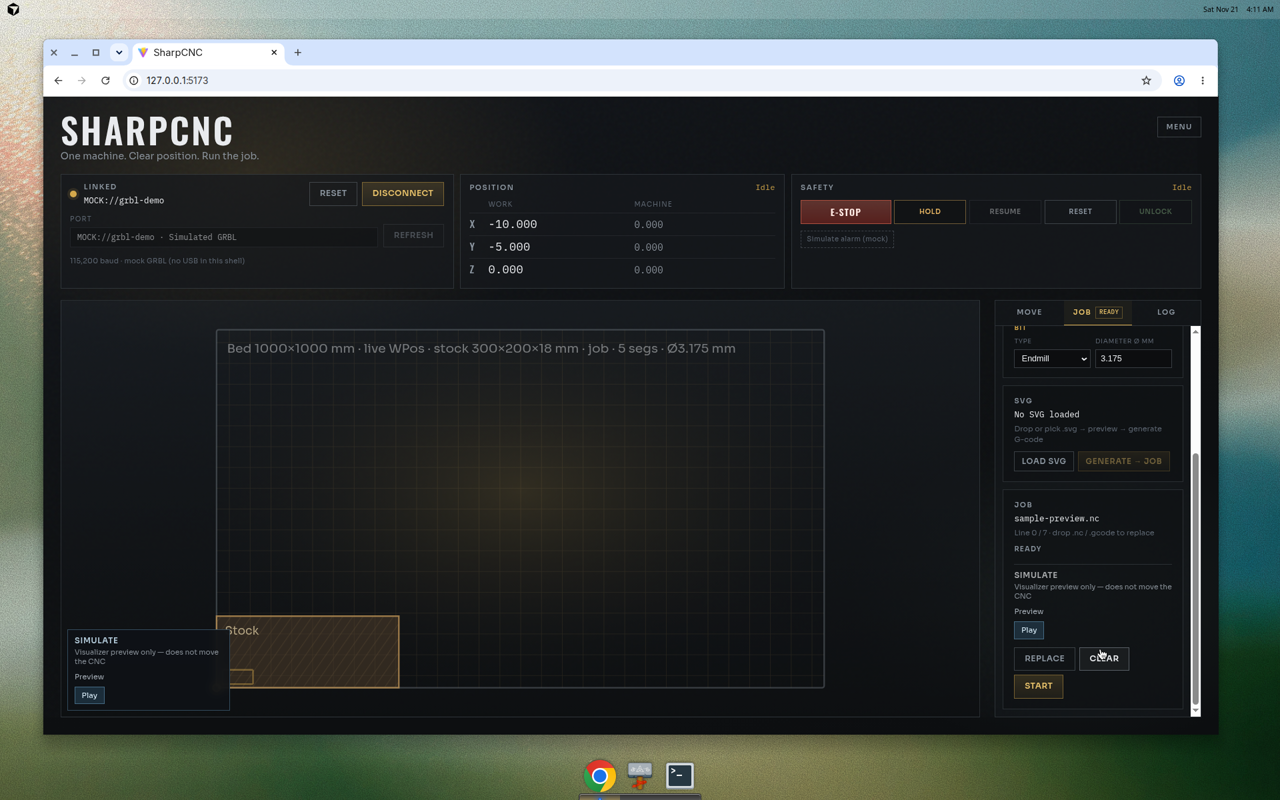 Sat Nov 21 4:11 AM
SharpCNC
127.0.0.1:5173
SHARPCNC
One machine. Clear position. Run the job.
MENU
LINKED
MOCK://grbl-demo
RESET
DISCONNECT
PORT
MOCK://grbl-demo · Simulated GRBL
REFRESH
115,200 baud · mock GRBL (no USB in this shell)
POSITION
Idle
WORK MACHINE
X -10.000 0.000
Y -5.000 0.000
Z 0.000 0.000
SAFETY
Idle
E-STOP
HOLD
RESUME
RESET
UNLOCK
Simulate alarm (mock)
Bed 1000×1000 mm · live WPos · stock 300×200×18 mm · job · 5 segs · Ø3.175 mm
Stock
SIMULATE
Visualizer preview only — does not move
the CNC
Preview
Play
MOVE
JOB READY
LOG
BIT
TYPE DIAMETER Ø MM
Endmill 3.175
SVG
No SVG loaded
Drop or pick .svg → preview → generate
G-code
LOAD SVG
GENERATE → JOB
JOB
sample-preview.nc
Line 0 / 7 · drop .nc / .gcode to replace
READY
SIMULATE
Visualizer preview only — does not move the
CNC
Preview
Play
REPLACE
CLEAR
START